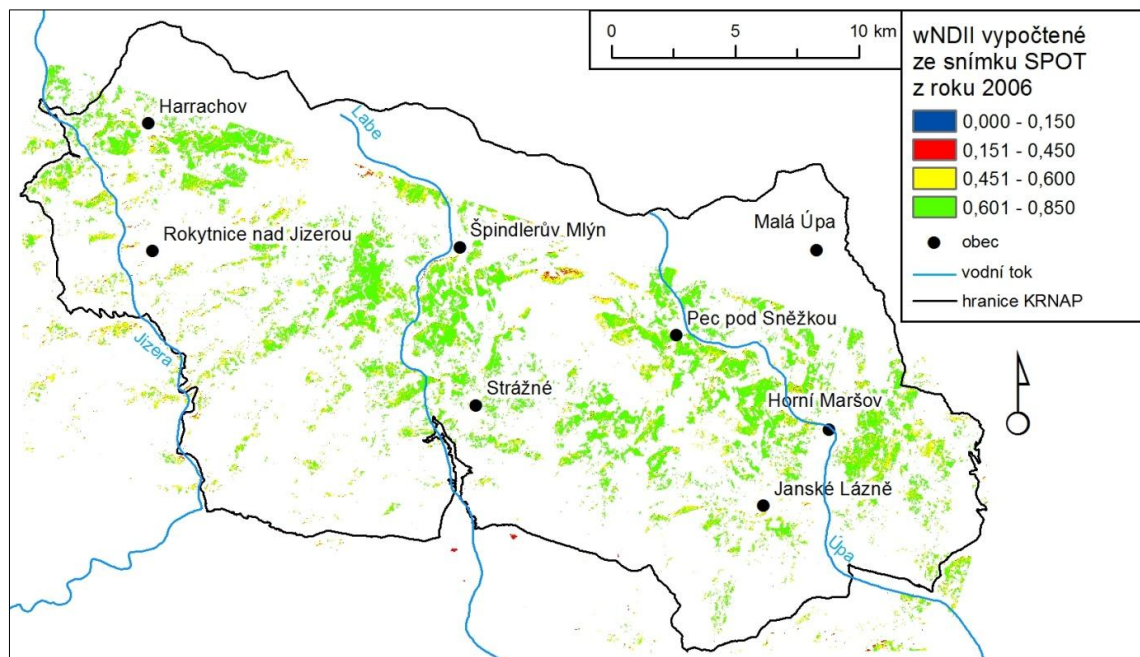 0
5
10 km
wNDII vypočtené
ze snímku SPOT
z roku 2006
0,000 - 0,150
0,151 - 0,450
0,451 - 0,600
0,601 - 0,850
obec
vodní tok
hranice KRNAP
Harrachov
Labe
Rokytnice nad Jizerou
Špindlerův Mlýn
Malá Úpa
Jizera
Pec pod Sněžkou
Strážné
Horní Maršov
Janské Lázně
Úpa